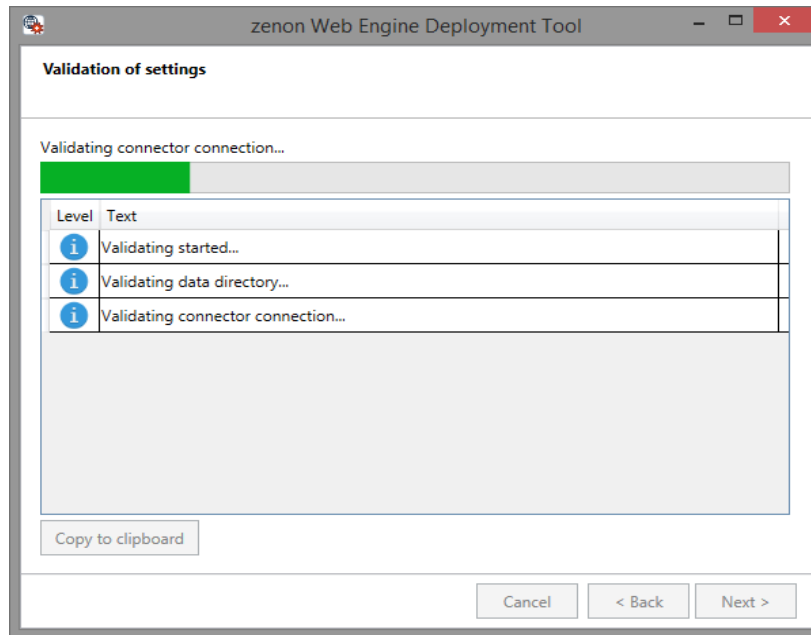 zenon Web Engine Deployment Tool
Validation of settings
Validating connector connection...
Level Text
Validating started...
Validating data directory...
Validating connector connection...
Copy to clipboard
Cancel < Back Next >